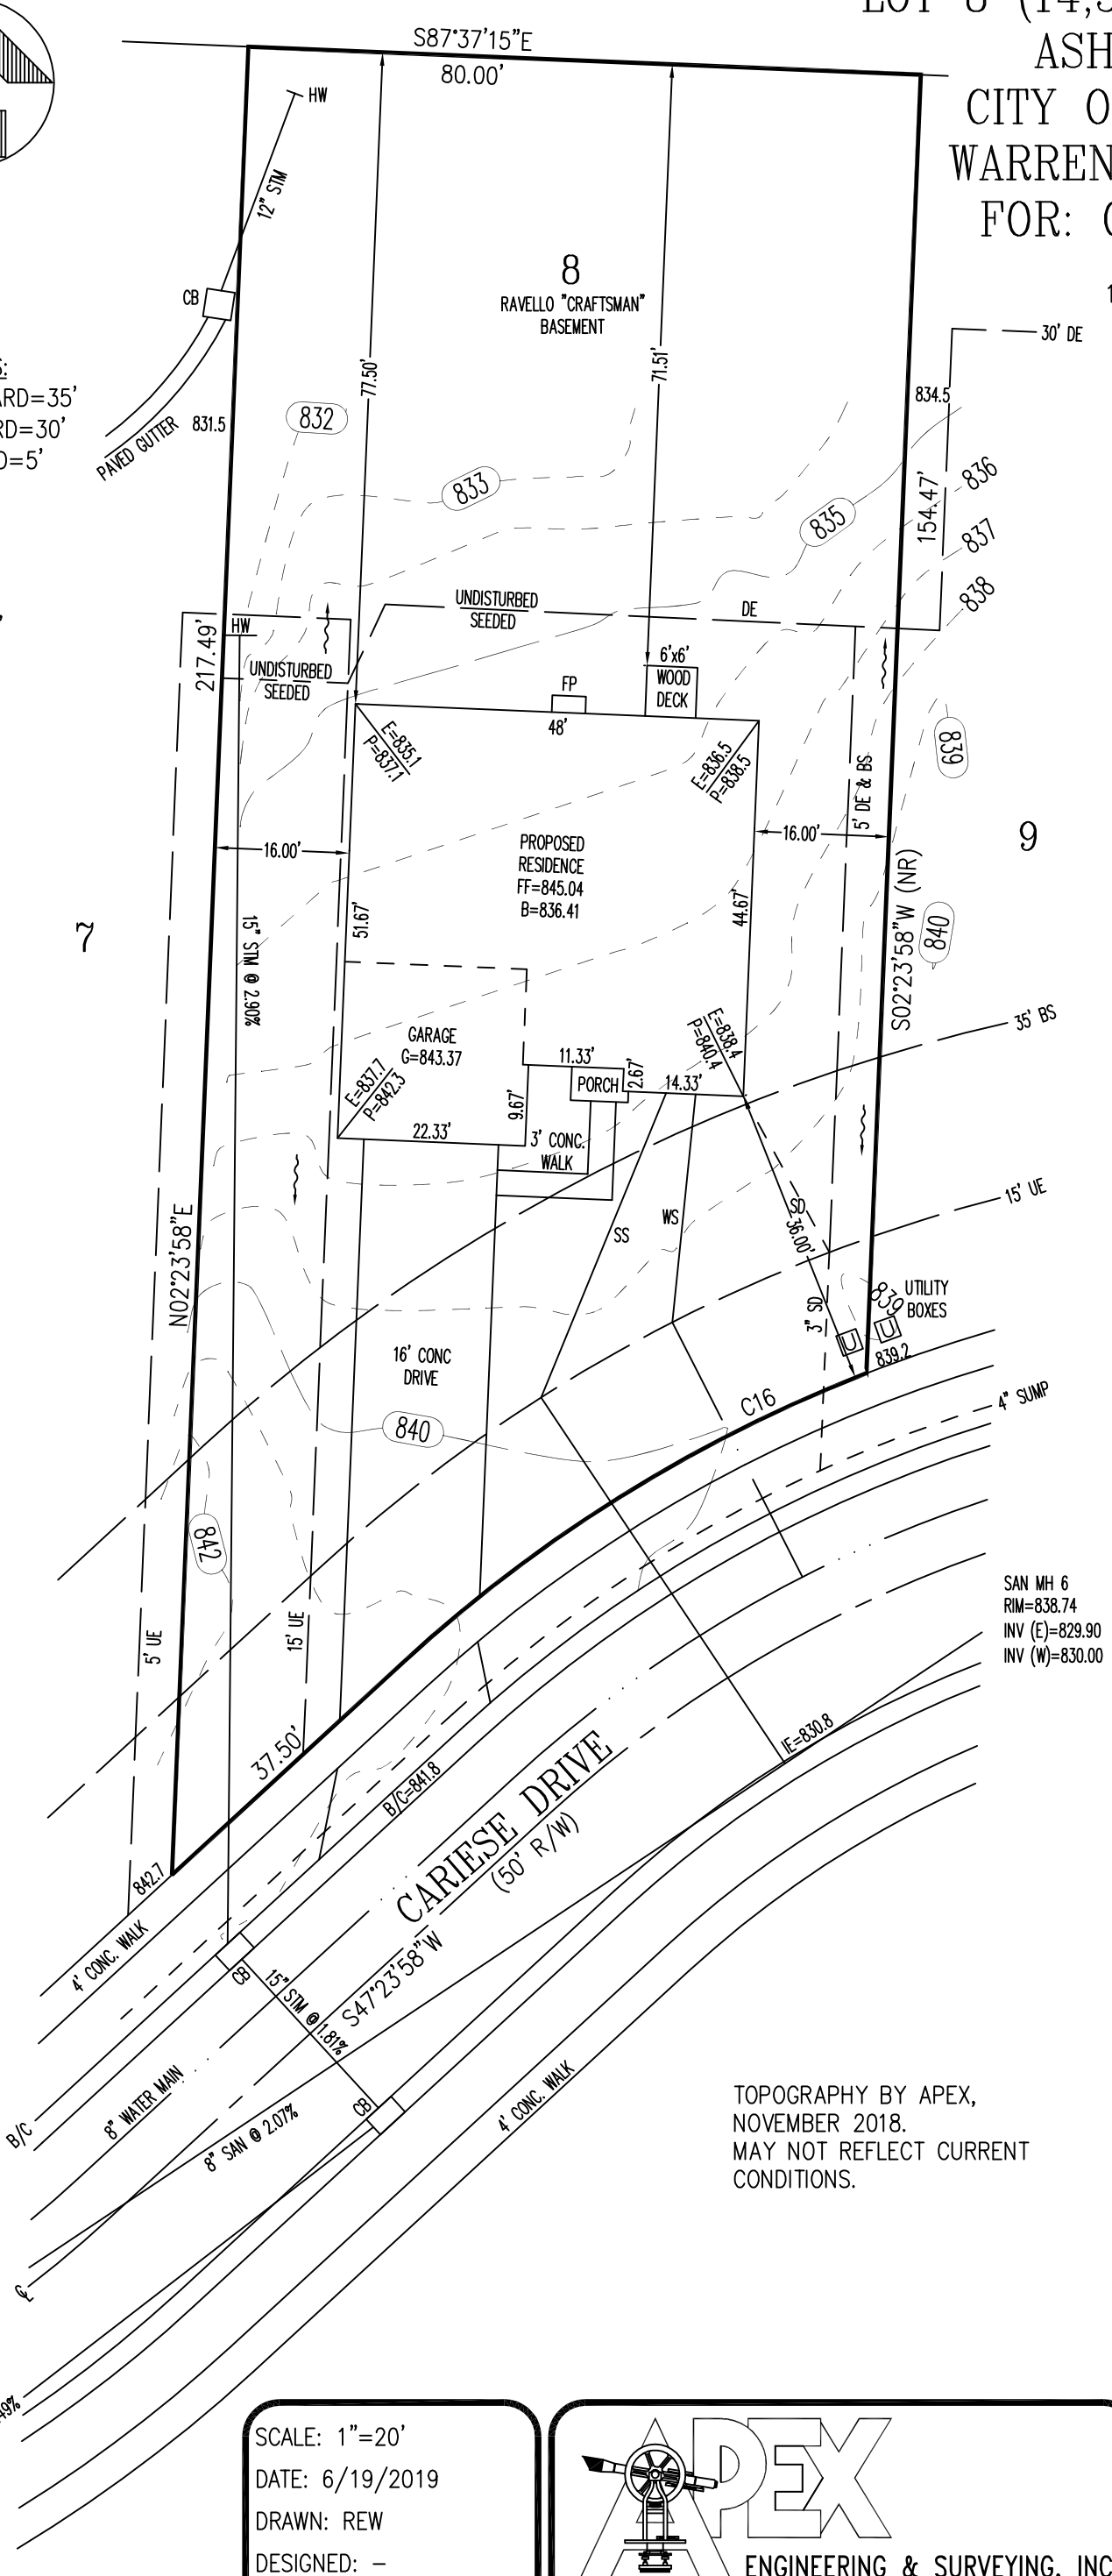 LOT 8 (14,
ASH
CITY O
WARREN
FOR:
S87°37'15"E
80.00'
HW
12" STM
CB
PAVED GUTTER
ARD=35'
RD=30'
D=5'
831.5
8
RAVELLO "CRAFTSMAN"
BASEMENT
77.50'
71.51'
30' DE
834.5
154.47'
832
833
835
836
837
838
839
840
UNDISTURBED
SEEDED
DE
HW
217.49'
UNDISTURBED
SEEDED
FP
48'
6'x6'
WOOD
DECK
E=835.1
P=837.1
E=836.5
P=838.5
5' DE & BS
16.00'
16.00'
9
7
PROPOSED
RESIDENCE
FF=845.04
B=836.41
51.67'
44.67'
15" STM @ 2.90%
S02°23'58"W (NR)
35' BS
GARAGE
G=843.37
E=837.7
P=842.3
E=838.4
P=840.4
11.33'
PORCH
2.67'
14.33'
9.67'
22.33'
3' CONC.
WALK
15' UE
N02°23'58"E
SS
WS
SD
36.00'
3" SD
839
UTILITY
BOXES
U
U
839.2
16' CONC
DRIVE
840
C16
4" SUMP
842
SAN MH 6
RIM=838.74
INV (E)=829.90
INV (W)=830.00
5' UE
15' UE
37.50'
B/C=841.8
IE=830.8
CARIESE DRIVE
(50' R/W)
S47°23'58"W
842.7
4' CONC. WALK
CB
15" STM @ 1.81%
CB
B/C
8" WATER MAIN
8" SAN @ 2.07%
4' CONC. WALK
TOPOGRAPHY BY APEX,
NOVEMBER 2018.
MAY NOT REFLECT CURRENT
CONDITIONS.
49%
SCALE: 1"=20'
DATE: 6/19/2019
DRAWN: REW
DESIGNED: –
APEX
ENGINEERING & SURVEYING, INC